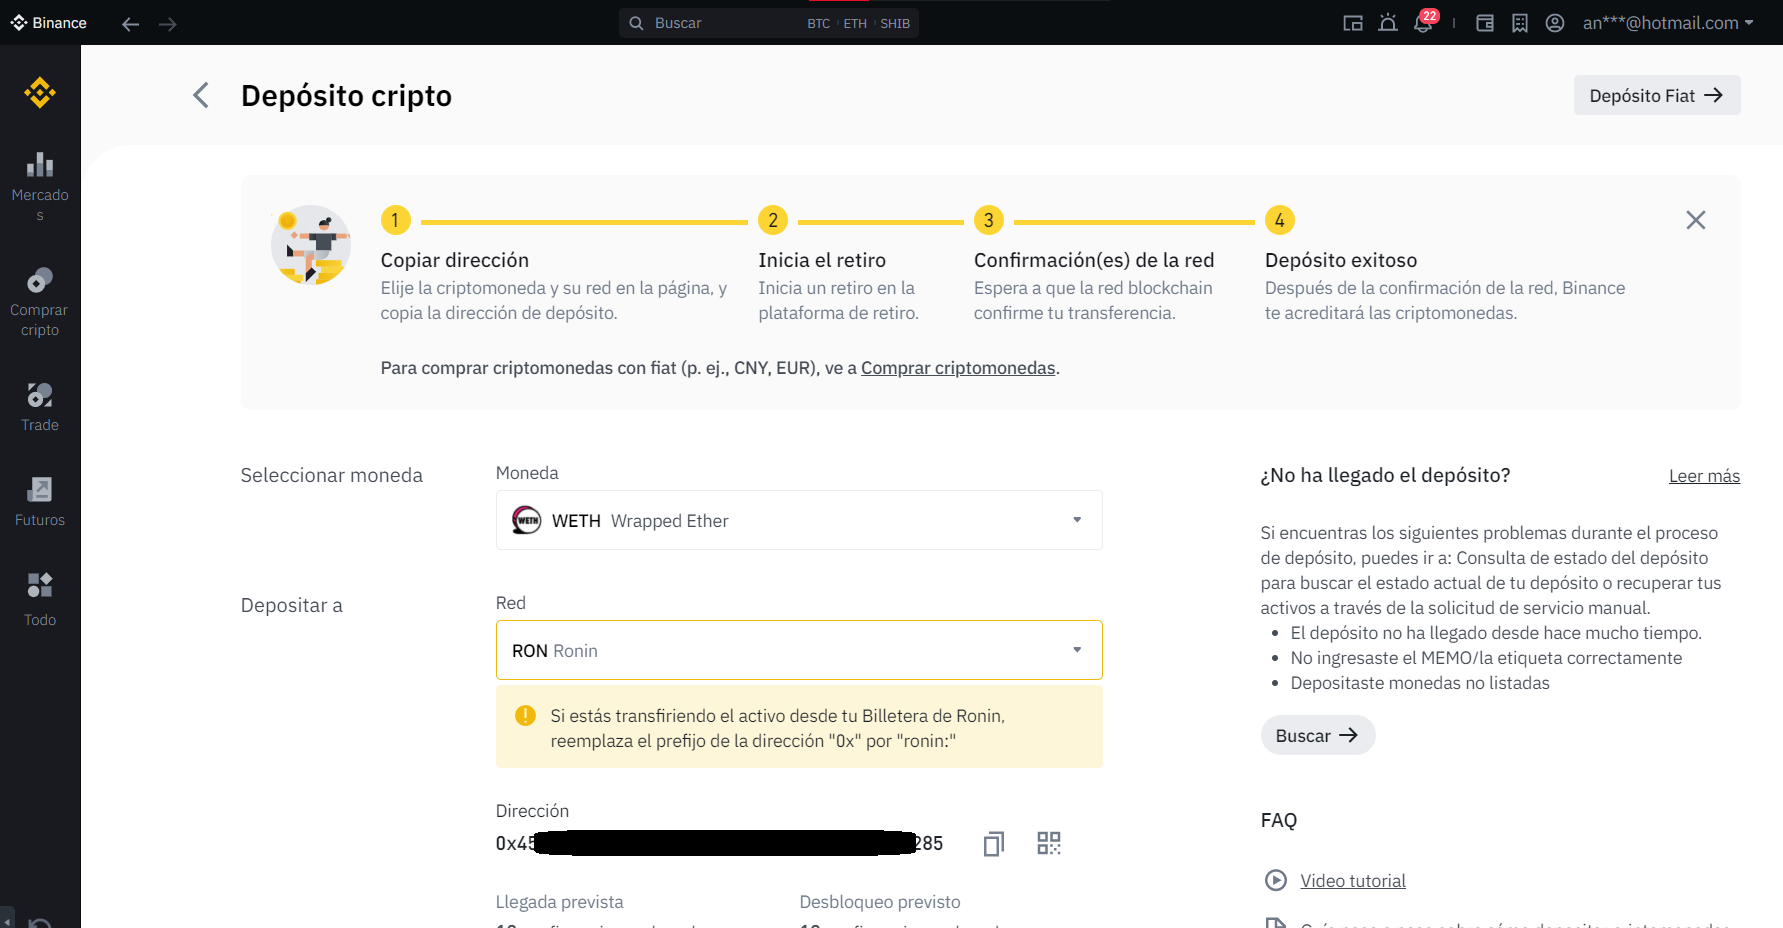 Binance
Buscar BTC ETH SHIB
22
an***@hotmail.com
Depósito cripto
Depósito Fiat
Mercado
s
Comprar
cripto
Trade
Futuros
Todo
1
Copiar dirección
Elije la criptomoneda y su red en la página, y
copia la dirección de depósito.
2
Inicia el retiro
Inicia un retiro en la
plataforma de retiro.
3
Confirmación(es) de la red
Espera a que la red blockchain
confirme tu transferencia.
4
Depósito exitoso
Después de la confirmación de la red, Binance
te acreditará las criptomonedas.
Para comprar criptomonedas con fiat (p. ej., CNY, EUR), ve a Comprar criptomonedas.
Seleccionar moneda
Moneda
WETH
WETH Wrapped Ether
Depositar a
Red
RON Ronin
Si estás transfiriendo el activo desde tu Billetera de Ronin,
reemplaza el prefijo de la dirección "0x" por "ronin:"
Dirección
0x45 285
Llegada prevista
Desbloqueo previsto
¿No ha llegado el depósito?
Leer más
Si encuentras los siguientes problemas durante el proceso
de depósito, puedes ir a: Consulta de estado del depósito
para buscar el estado actual de tu depósito o recuperar tus
activos a través de la solicitud de servicio manual.
• El depósito no ha llegado desde hace mucho tiempo.
• No ingresaste el MEMO/la etiqueta correctamente
• Depositaste monedas no listadas
Buscar
FAQ
Video tutorial